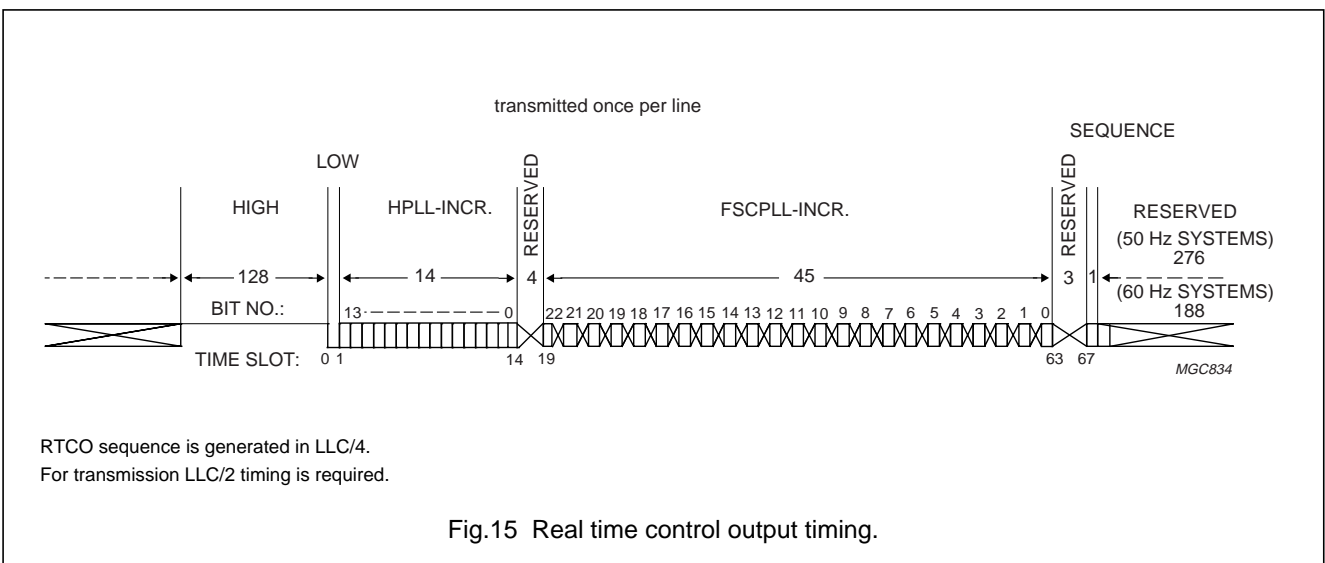 transmitted once per line
SEQUENCE
LOW
RESERVED
RESERVED
HIGH
HPLL-INCR.
FSCPLL-INCR.
RESERVED
(50 Hz SYSTEMS)
276
128 14 4 45 3 1
(60 Hz SYSTEMS)
188
BIT NO.: 13 0 22 21 20 19 18 17 16 15 14 13 12 11 10 9 8 7 6 5 4 3 2 1 0
TIME SLOT: 0 1 14 19 63 67
MGC834
RTCO sequence is generated in LLC/4.
For transmission LLC/2 timing is required.
Fig.15 Real time control output timing.